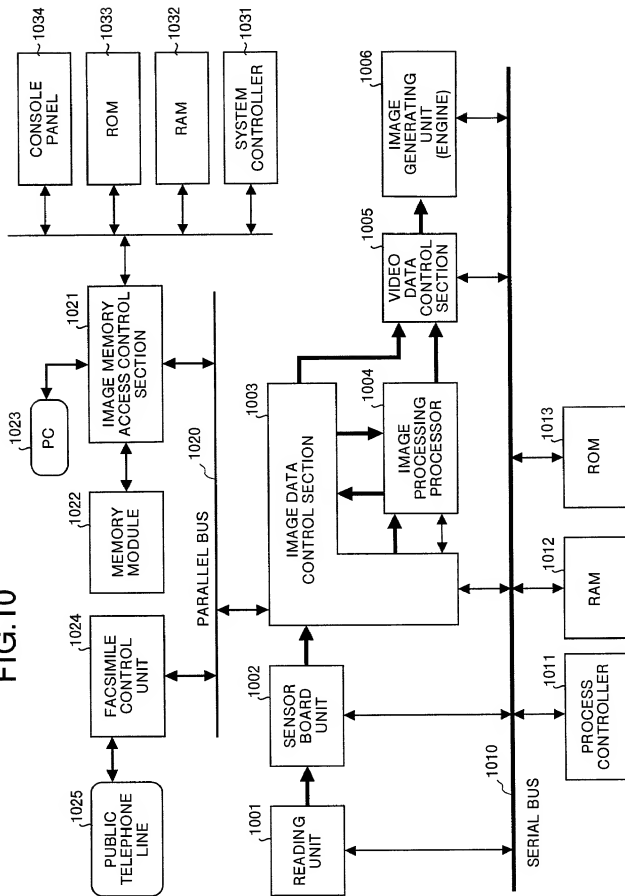 FIG.10
1025
PUBLIC
TELEPHONE
LINE
1024
FACSIMILE
CONTROL
UNIT
1022
MEMORY
MODULE
1023
PC
1021
IMAGE MEMORY
ACCESS CONTROL
SECTION
1034
CONSOLE
PANEL
1033
ROM
1032
RAM
1031
SYSTEM
CONTROLLER
PARALLEL BUS
1020
1001
READING
UNIT
1002
SENSOR
BOARD
UNIT
1003
IMAGE DATA
CONTROL SECTION
1004
IMAGE
PROCESSING
PROCESSOR
1005
VIDEO
DATA
CONTROL
SECTION
1006
IMAGE
GENERATING
UNIT
(ENGINE)
1010
SERIAL BUS
1011
PROCESS
CONTROLLER
1012
RAM
1013
ROM